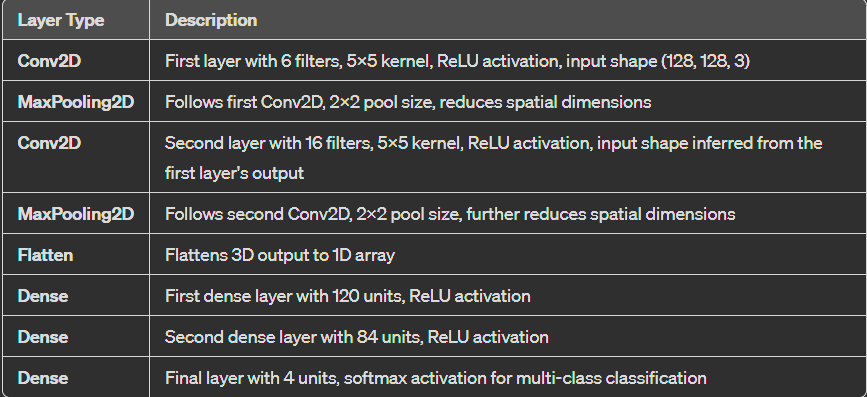 Layer Type Description
Conv2D First layer with 6 filters, 5×5 kernel, ReLU activation, input shape (128, 128, 3)
MaxPooling2D Follows first Conv2D, 2×2 pool size, reduces spatial dimensions
Conv2D Second layer with 16 filters, 5×5 kernel, ReLU activation, input shape inferred from the
first layer's output
MaxPooling2D Follows second Conv2D, 2×2 pool size, further reduces spatial dimensions
Flatten Flattens 3D output to 1D array
Dense First dense layer with 120 units, ReLU activation
Dense Second dense layer with 84 units, ReLU activation
Dense Final layer with 4 units, softmax activation for multi-class classification